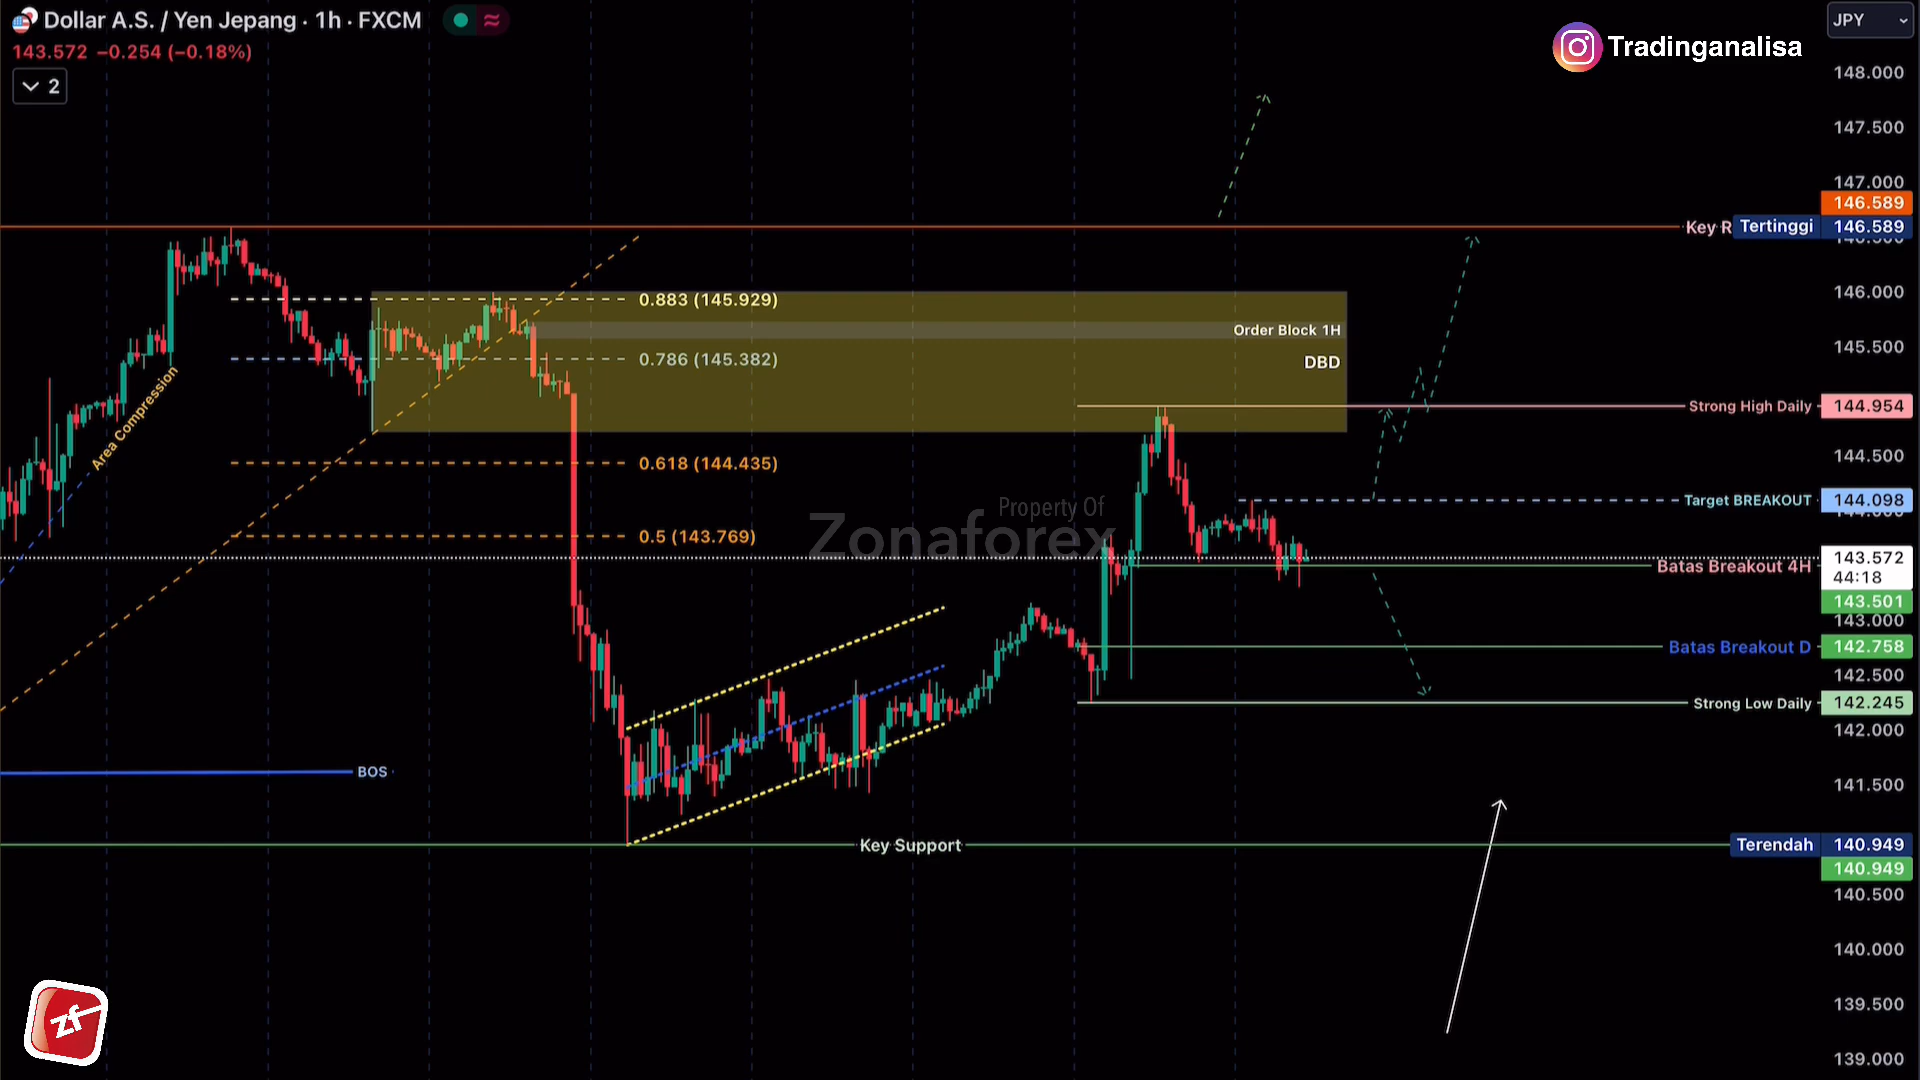 Dollar A.S. / Yen Jepang · 1h · FXCM
143.572 −0.254 (−0.18%)
2
JPY
Tradinganalisa
148.000
147.500
147.000
146.589
Key R
Tertinggi 146.589
146.000
145.500
0.883 (145.929)
Order Block 1H
0.786 (145.382)
DBD
Area Compression
Strong High Daily 144.954
0.618 (144.435)
144.500
Target BREAKOUT 144.098
Property Of
Zonaforex
0.5 (143.769)
143.572
44:18
Batas Breakout 4H
143.501
143.000
Batas Breakout D 142.758
142.500
Strong Low Daily 142.245
142.000
BOS
141.500
Key Support
Terendah 140.949
140.949
140.500
140.000
139.500
139.000
zf